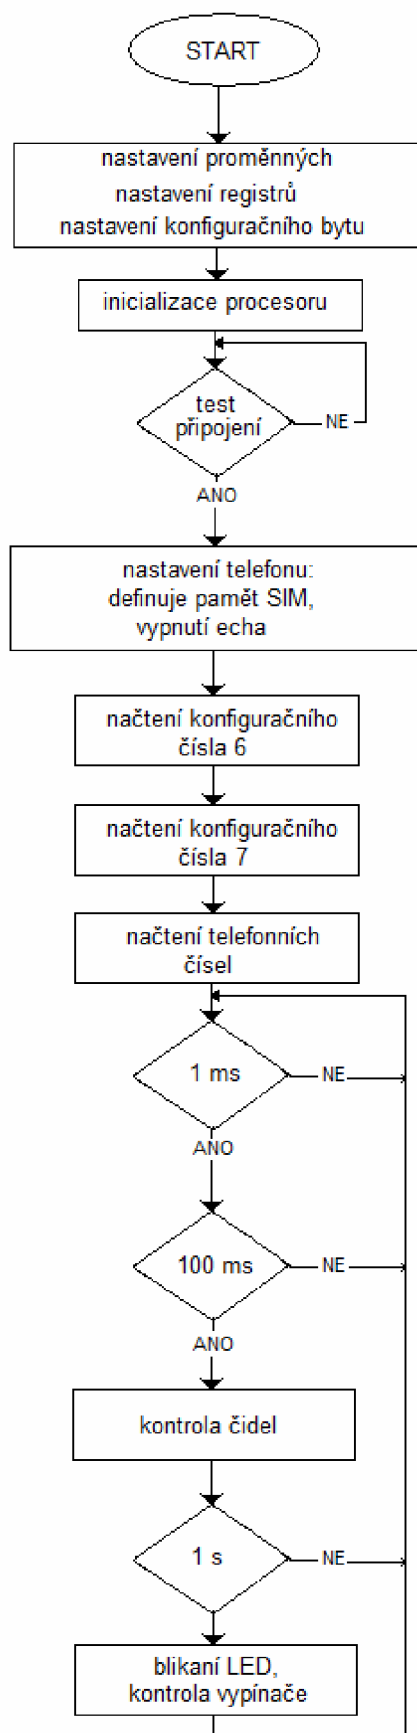 START
nastavení proměnných
nastavení registrů
nastavení konfiguračního bytu
inicializace procesoru
test
připojení
NE
ANO
nastavení telefonu:
definuje pamět SIM,
vypnutí echa
načtení konfiguračního
čísla 6
načtení konfiguračního
čísla 7
načtení telefonních
čísel
1 ms
NE
ANO
100 ms
NE
ANO
kontrola čidel
1 s
NE
blikaní LED,
kontrola vypínače